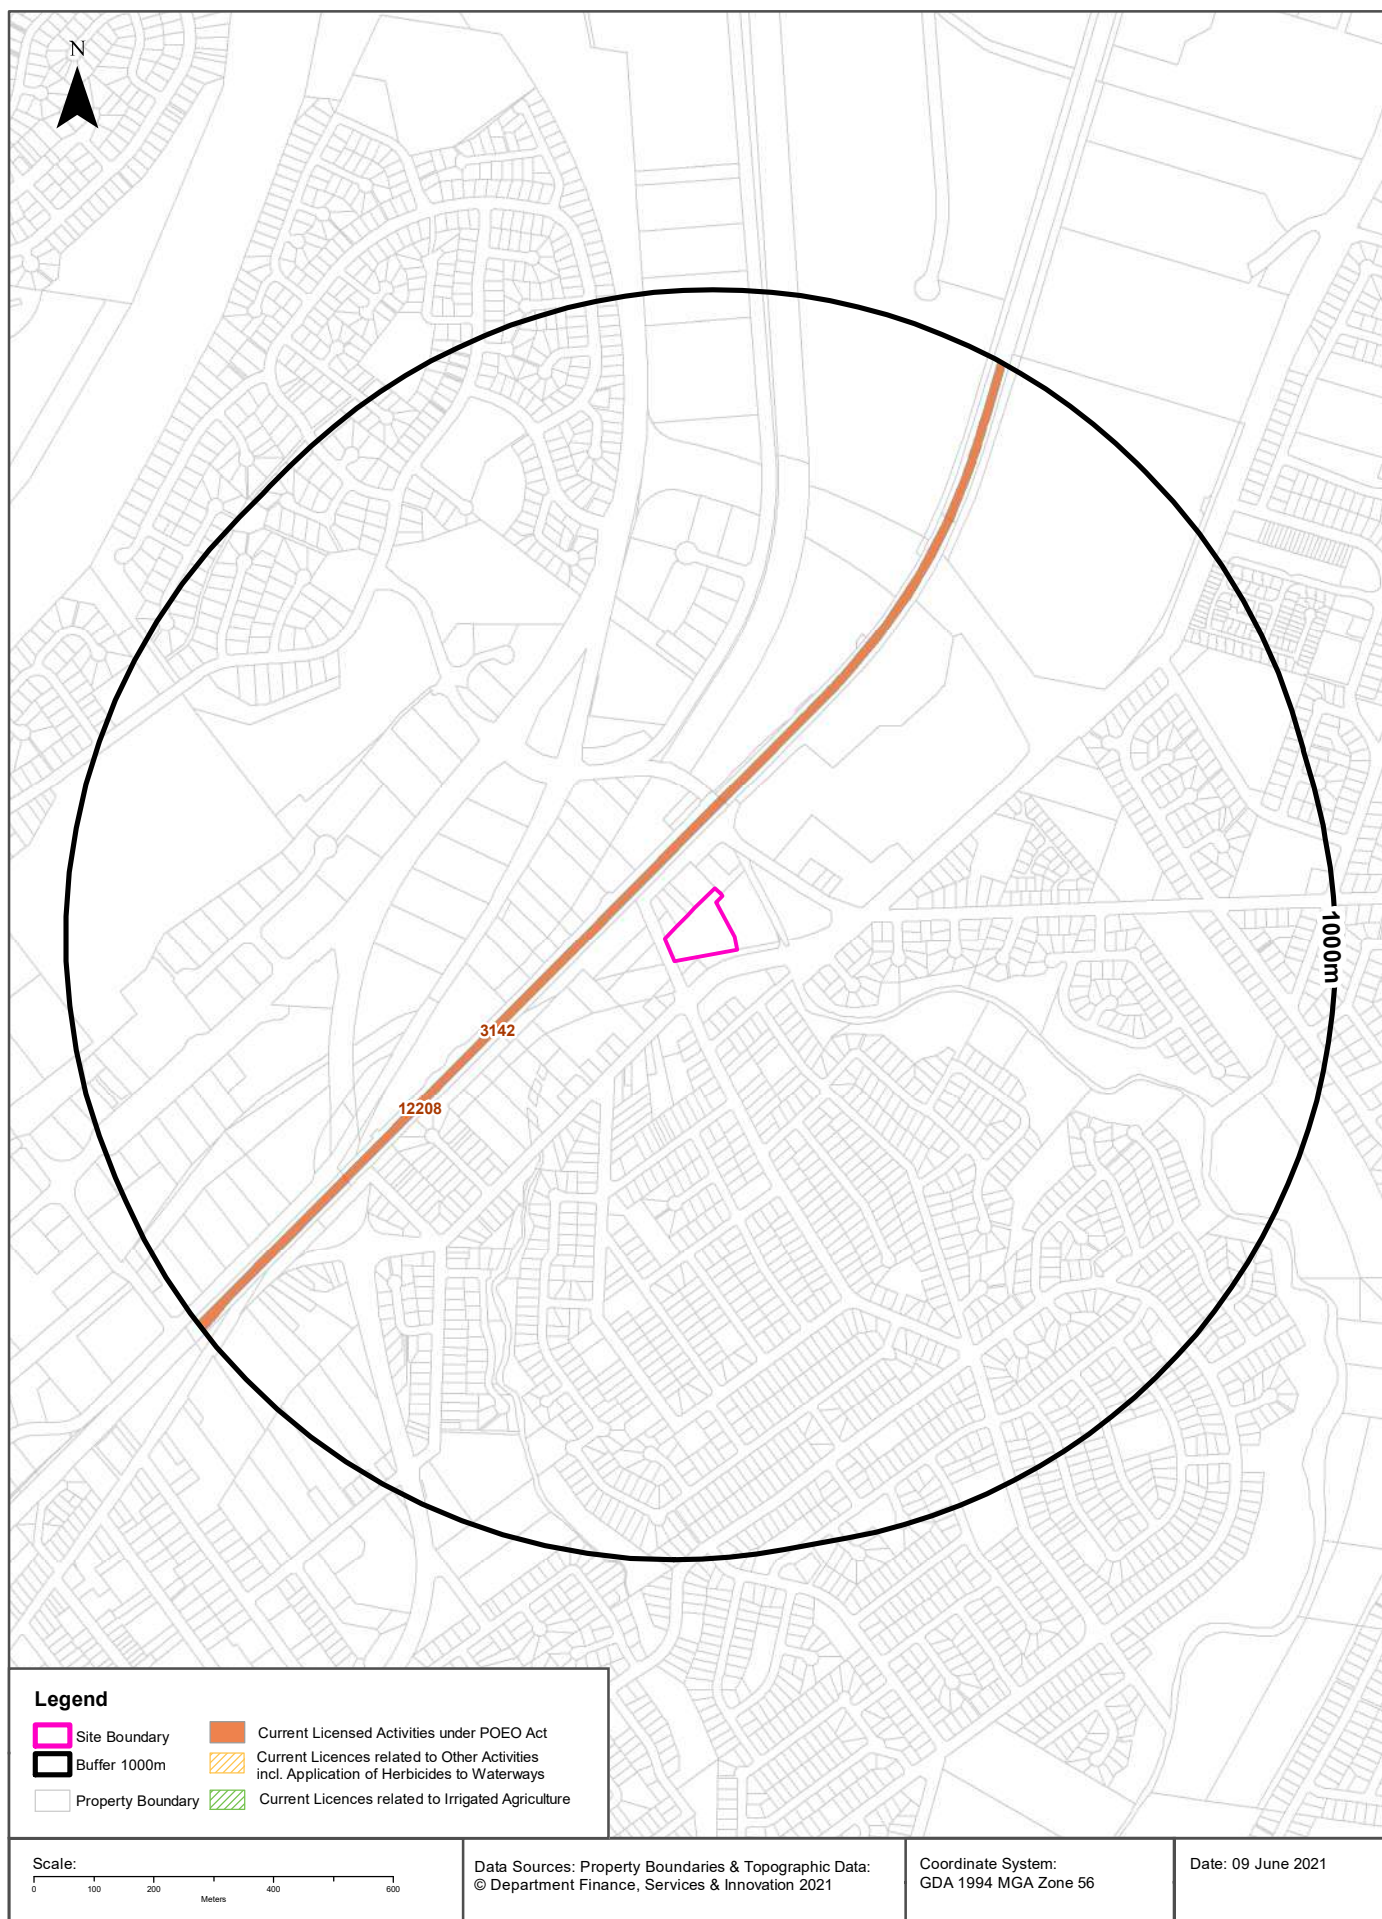 N
1000m
3142
12208
Legend
Site Boundary
Buffer 1000m
Property Boundary
Current Licensed Activities under POEO Act
Current Licences related to Other Activities
incl. Application of Herbicides to Waterways
Current Licences related to Irrigated Agriculture
Scale:
0 100 200 400 600
Meters
Data Sources: Property Boundaries & Topographic Data:
© Department Finance, Services & Innovation 2021
Coordinate System:
GDA 1994 MGA Zone 56
Date: 09 June 2021